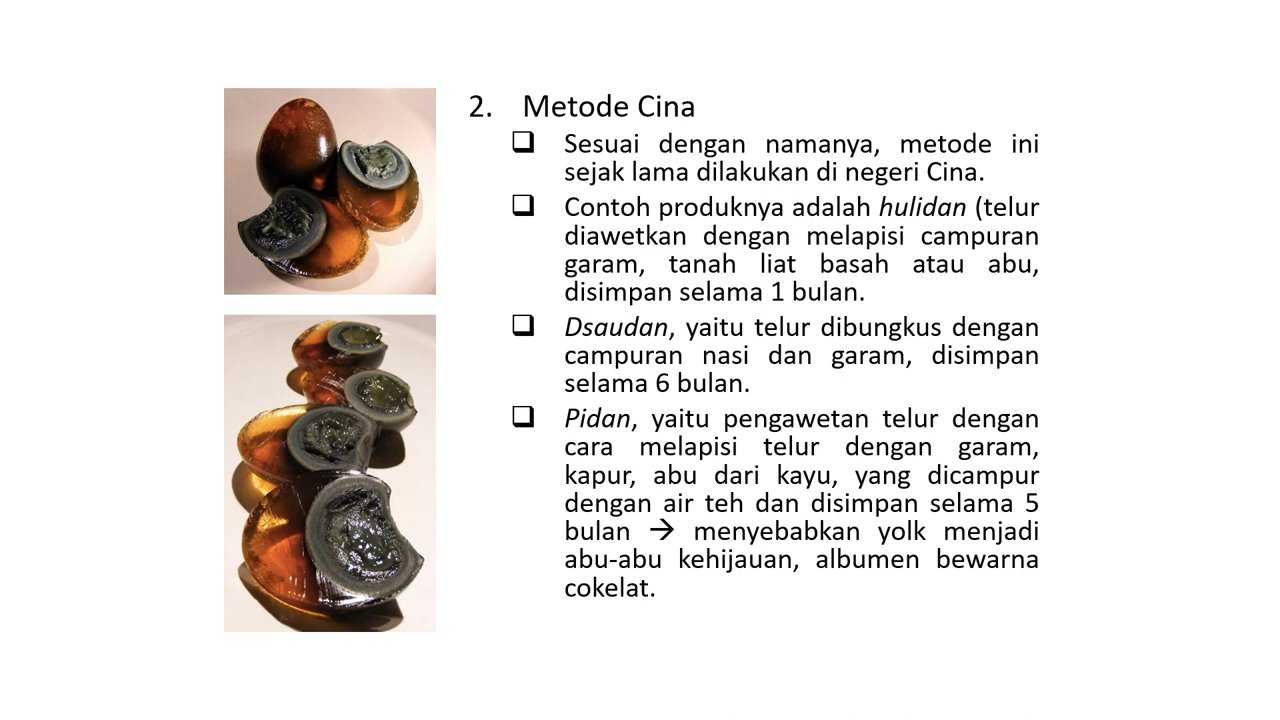 2. Metode Cina
❑ Sesuai dengan namanya, metode ini
sejak lama dilakukan di negeri Cina.
❑ Contoh produknya adalah hulidan (telur
diawetkan dengan melapisi campuran
garam, tanah liat basah atau abu,
disimpan selama 1 bulan.
❑ Dsaudan, yaitu telur dibungkus dengan
campuran nasi dan garam, disimpan
selama 6 bulan.
❑ Pidan, yaitu pengawetan telur dengan
cara melapisi telur dengan garam,
kapur, abu dari kayu, yang dicampur
dengan air teh dan disimpan selama 5
bulan → menyebabkan yolk menjadi
abu-abu kehijauan, albumen bewarna
cokelat.